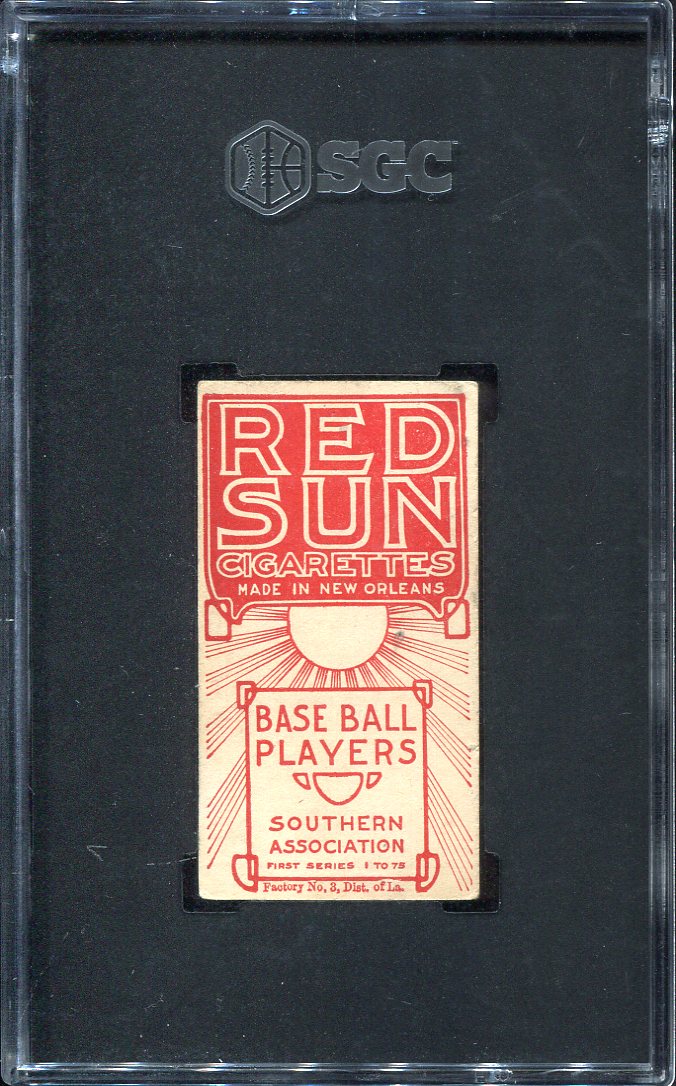 SGC
RED
SUN
CIGARETTES
MADE IN NEW ORLEANS
BASE BALL
PLAYERS
SOUTHERN
ASSOCIATION
FIRST SERIES 1 TO 75
Factory No. 3, Dist. of La.